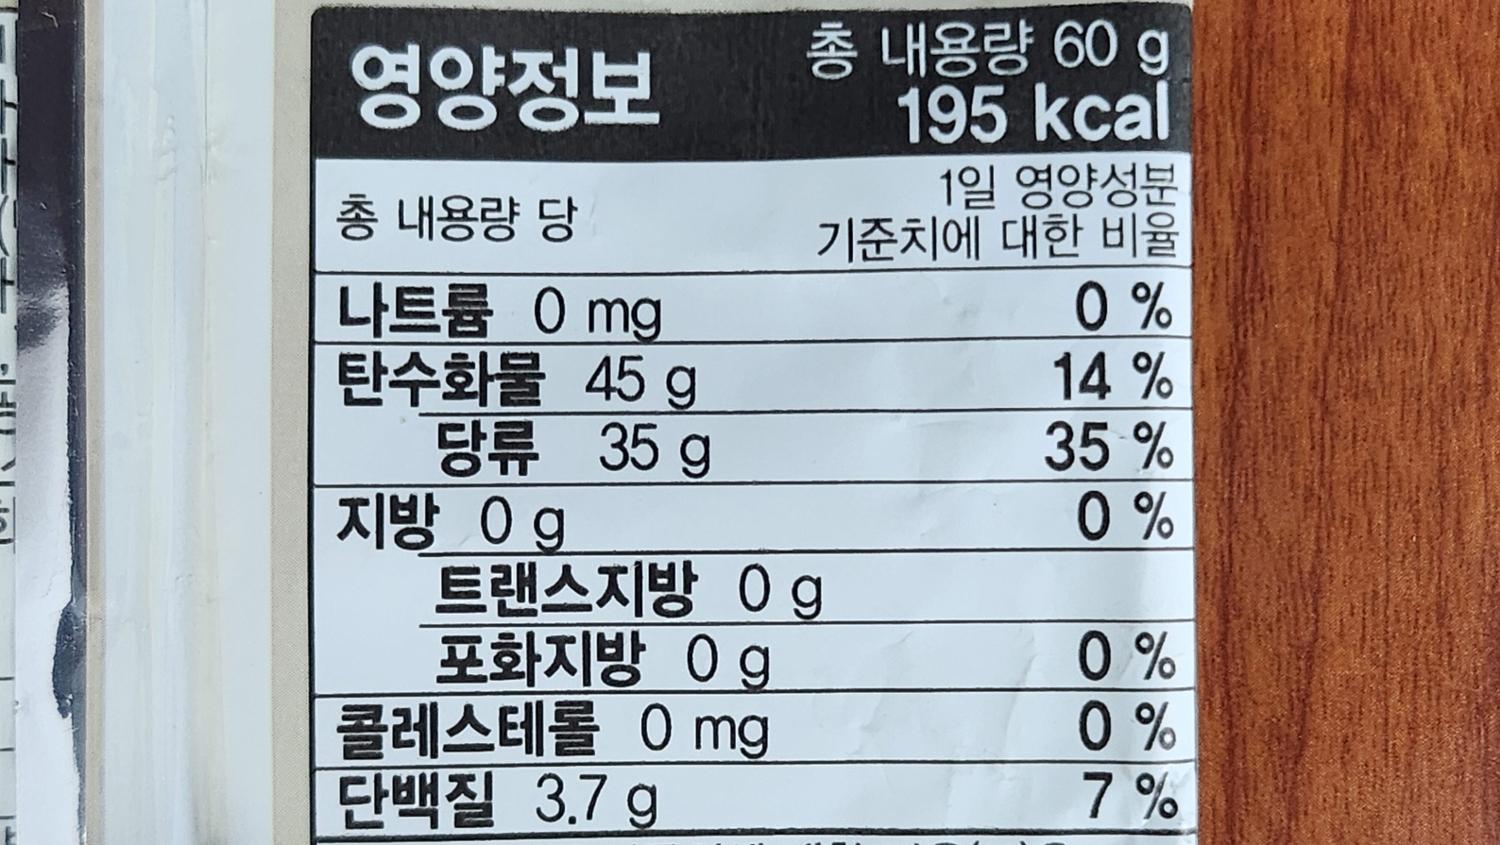 영양정보
총 내용량 60 g
195 kcal
총 내용량 당
1일 영양성분
기준치에 대한 비율
나트륨 0 mg 0 %
탄수화물 45 g 14 %
당류 35 g 35 %
지방 0 g 0 %
트랜스지방 0 g
포화지방 0 g 0 %
콜레스테롤 0 mg 0 %
단백질 3.7 g 7 %